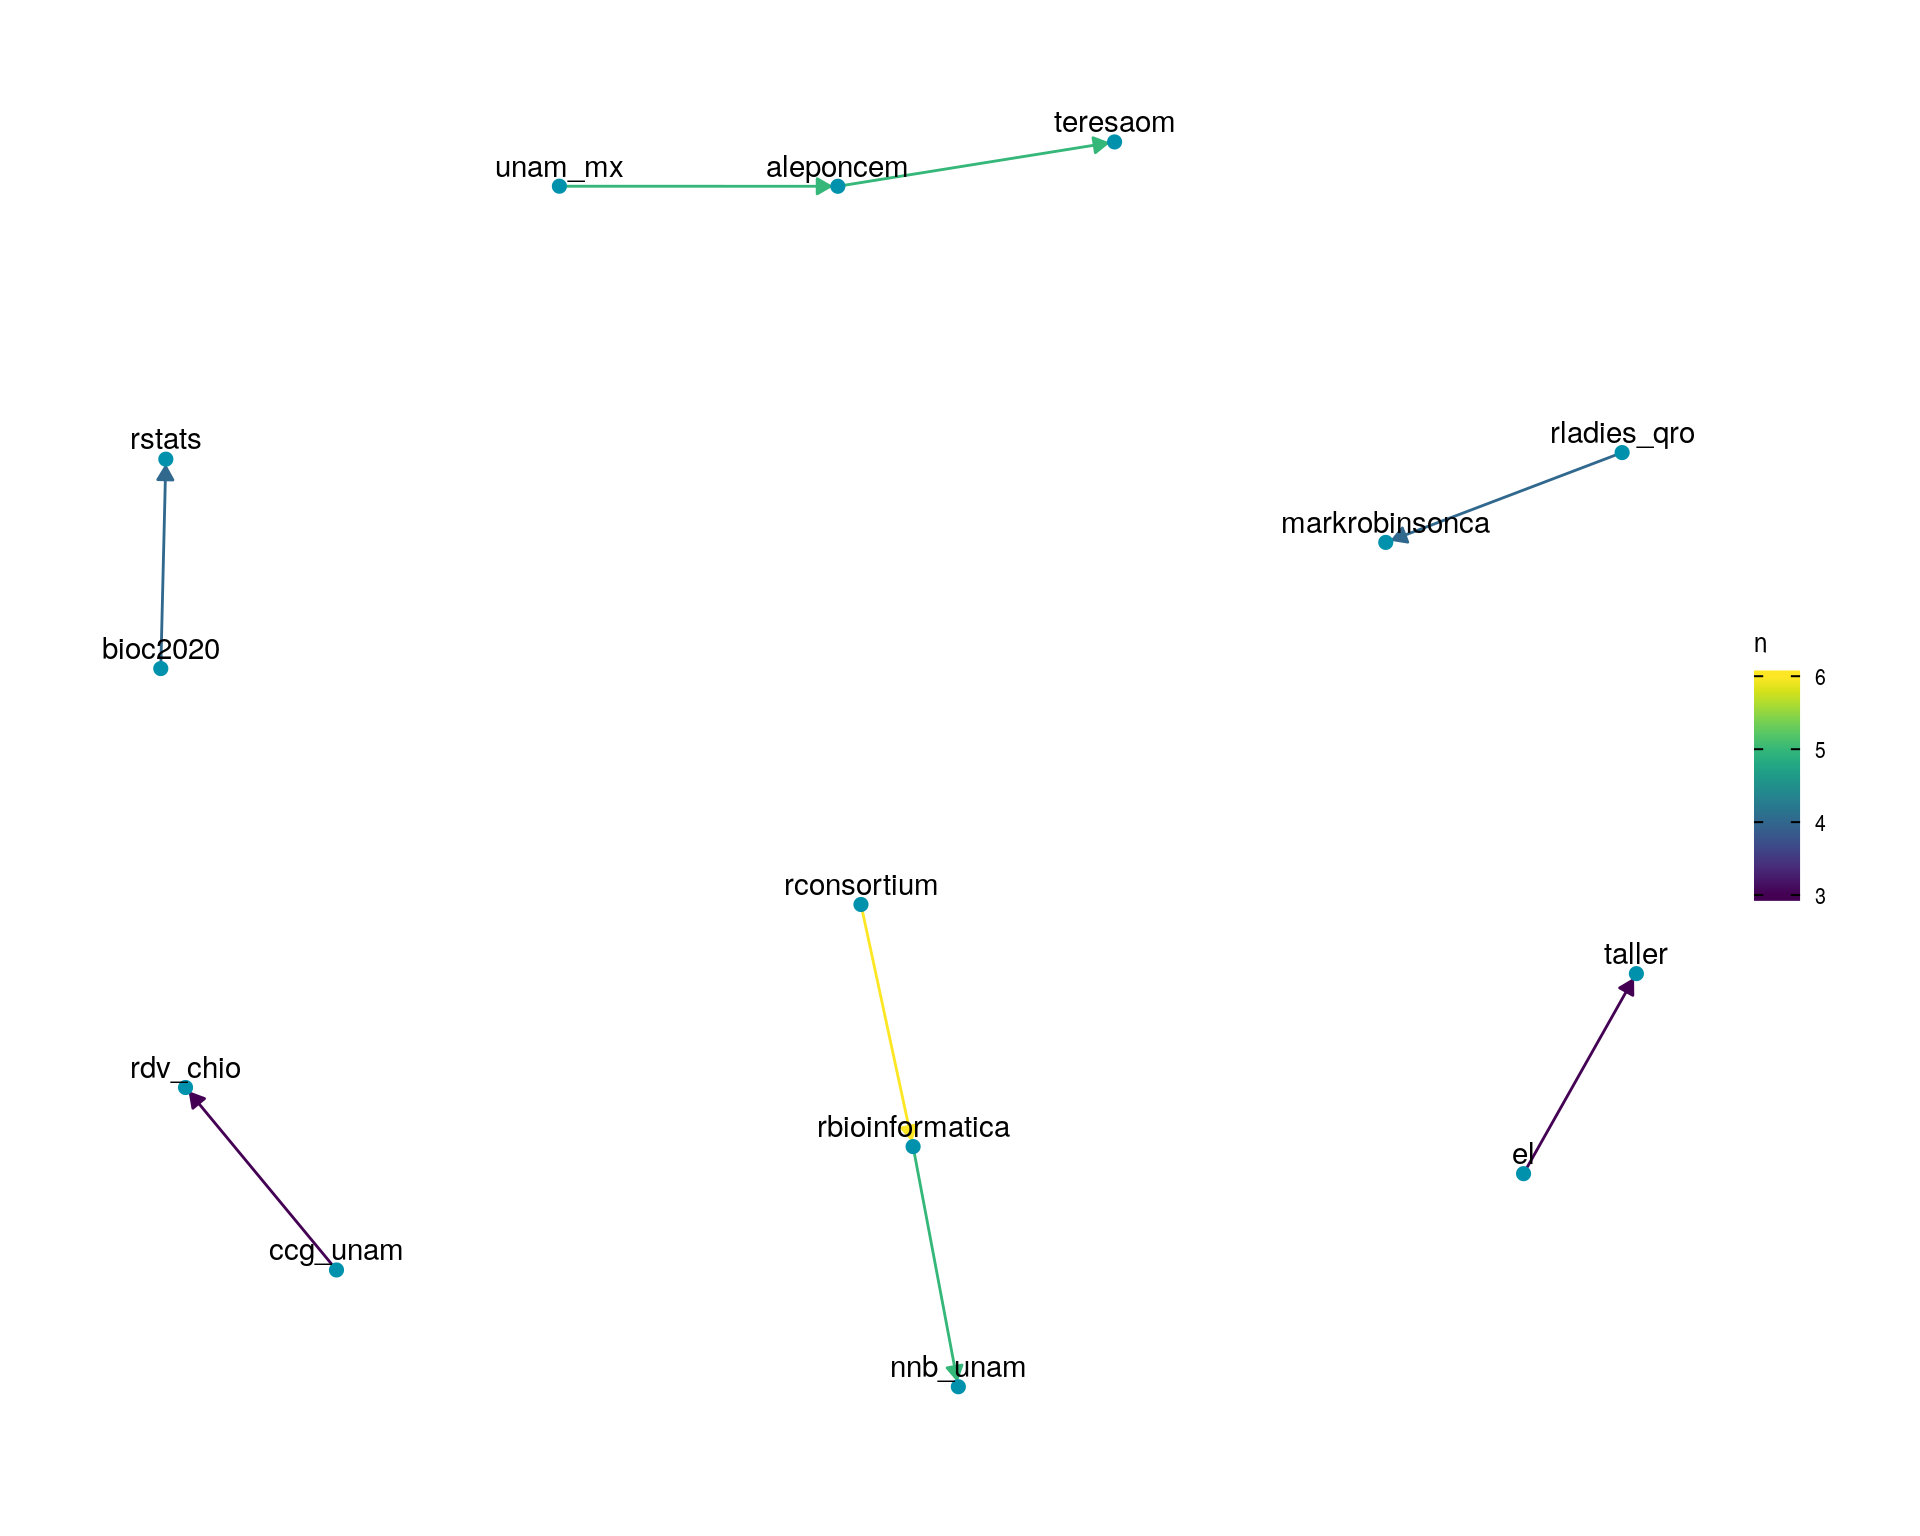 teresaom
unam_mx
aleponcem
rladies_qro
rstats
markrobinsonca
bioc2020
n
6
5
4
3
rconsortium
taller
rdv_chio
rbioinformatica
el
ccg_unam
nnb_unam